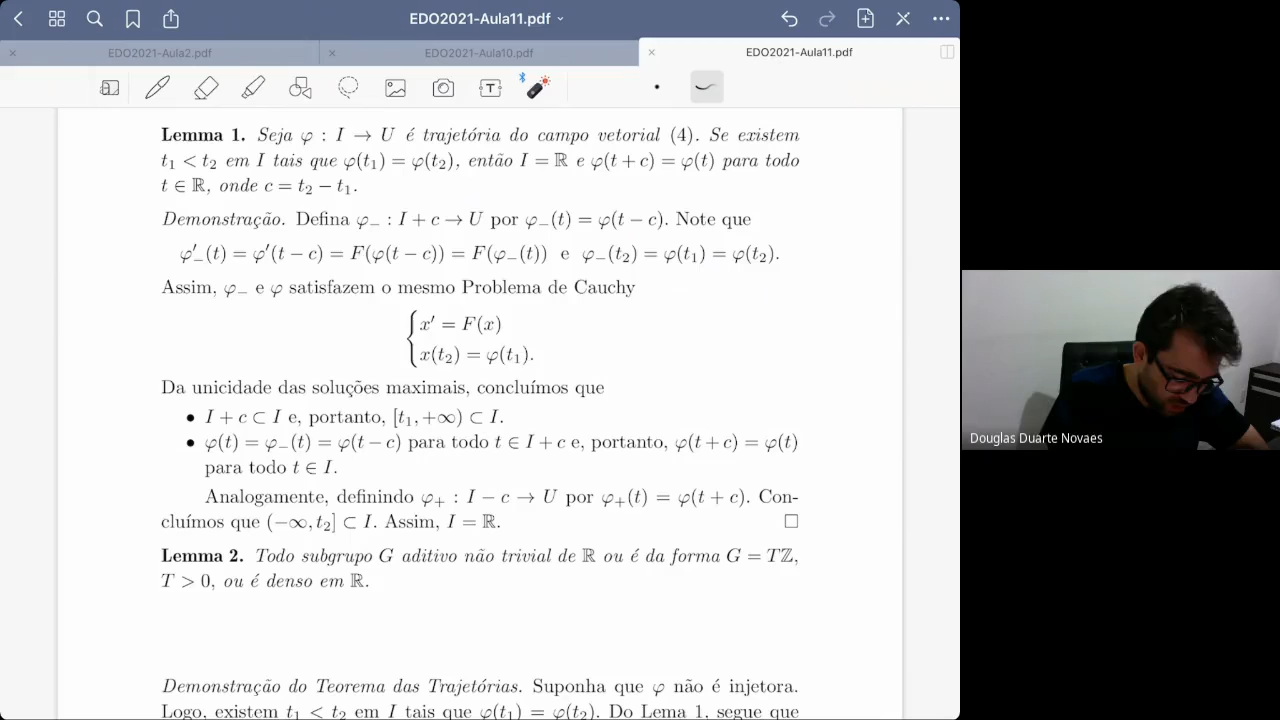 EDO2021-Aula11.pdf
EDO2021-Aula2.pdf
EDO2021-Aula10.pdf
EDO2021-Aula11.pdf
T
Lemma 1. Seja φ : I → U é trajetória do campo vetorial (4). Se existem
t₁ < t₂ em I tais que φ(t₁) = φ(t₂), então I = ℝ e φ(t + c) = φ(t) para todo
t ∈ ℝ, onde c = t₂ − t₁.
Demonstração. Defina φ₋ : I + c → U por φ₋(t) = φ(t − c). Note que
φ′₋(t) = φ′(t − c) = F(φ(t − c)) = F(φ₋(t)) e φ₋(t₂) = φ(t₁) = φ(t₂).
Assim, φ₋ e φ satisfazem o mesmo Problema de Cauchy
{ x′ = F(x)
x(t₂) = φ(t₁).
Da unicidade das soluções maximais, concluímos que
• I + c ⊂ I e, portanto, [t₁, +∞) ⊂ I.
• φ(t) = φ₋(t) = φ(t − c) para todo t ∈ I + c e, portanto, φ(t + c) = φ(t)
para todo t ∈ I.
Analogamente, definindo φ₊ : I − c → U por φ₊(t) = φ(t + c). Con-
cluímos que (−∞, t₂] ⊂ I. Assim, I = ℝ. □
Lemma 2. Todo subgrupo G aditivo não trivial de ℝ ou é da forma G = Tℤ,
T > 0, ou é denso em ℝ.
Demonstração do Teorema das Trajetórias. Suponha que φ não é injetora.
Logo, existem t₁ < t₂ em I tais que φ(t₁) = φ(t₂). Do Lema 1, segue que
Douglas Duarte Novaes